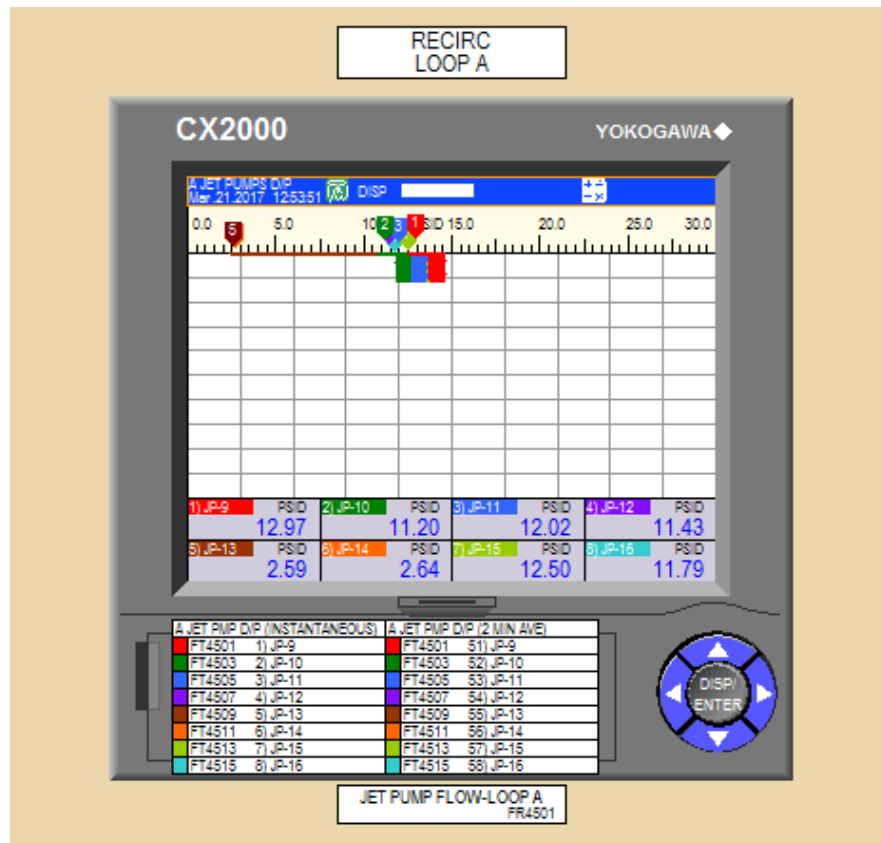 RECIRC
LOOP A
CX2000
YOKOGAWA
A JET PUMPS D/P
Mar.21.2017 12:53:51 DISP
0.0 5.0 10 PSID 15.0 20.0 25.0 30.0
5 2 3 1
1) JP-9 PSID 2) JP-10 PSID 3) JP-11 PSID 4) JP-12 PSID
12.97 11.20 12.02 11.43
5) JP-13 PSID 6) JP-14 PSID 7) JP-15 PSID 8) JP-16 PSID
2.59 2.64 12.50 11.79
A JET PMP D/P (INSTANTANEOUS) A JET PMP D/P (2 MIN AVE)
FT4501 1) JP-9 FT4501 51) JP-9
FT4503 2) JP-10 FT4503 52) JP-10
FT4505 3) JP-11 FT4505 53) JP-11
FT4507 4) JP-12 FT4507 54) JP-12
FT4509 5) JP-13 FT4509 55) JP-13
FT4511 6) JP-14 FT4511 56) JP-14
FT4513 7) JP-15 FT4513 57) JP-15
FT4515 8) JP-16 FT4515 58) JP-16
DISP/
ENTER
JET PUMP FLOW-LOOP A
FR4501